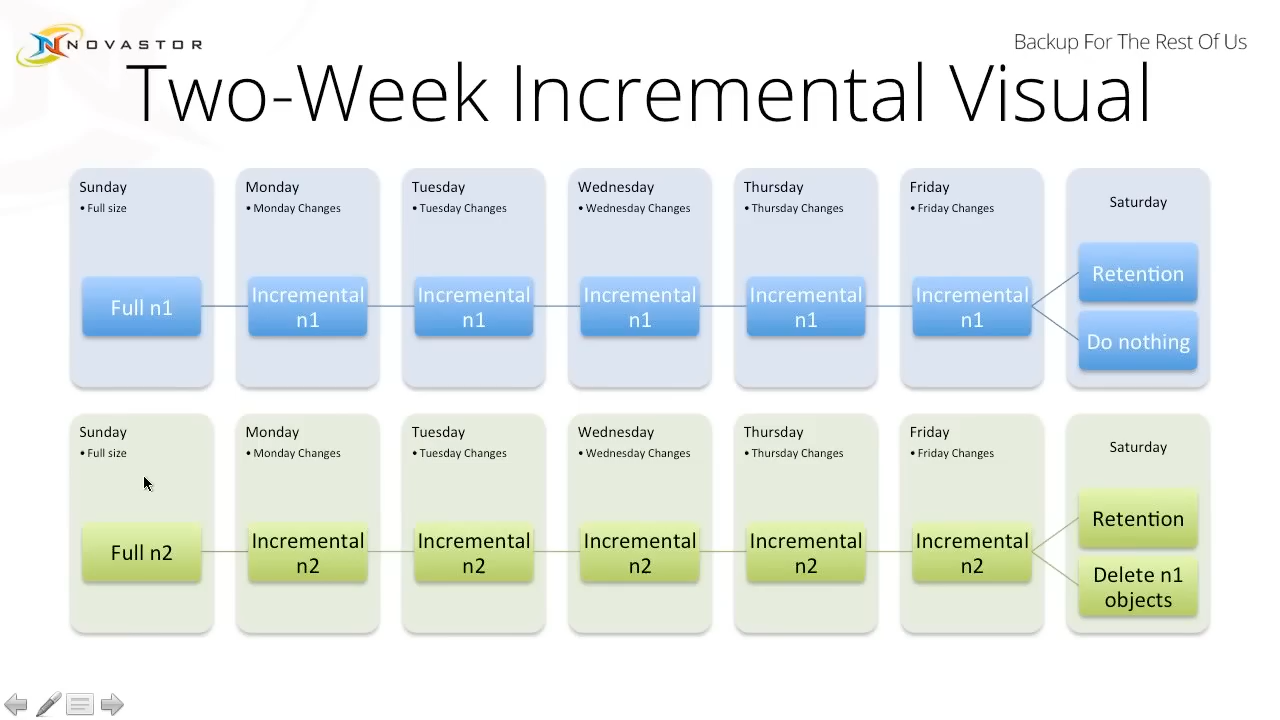 NOVASTOR
Backup For The Rest Of Us
Two-Week Incremental Visual
Sunday
• Full size
Full n1
Monday
• Monday Changes
Incremental
n1
Tuesday
• Tuesday Changes
Incremental
n1
Wednesday
• Wednesday Changes
Incremental
n1
Thursday
• Thursday Changes
Incremental
n1
Friday
• Friday Changes
Incremental
n1
Saturday
Retention
Do nothing
Sunday
• Full size
Full n2
Monday
• Monday Changes
Incremental
n2
Tuesday
• Tuesday Changes
Incremental
n2
Wednesday
• Wednesday Changes
Incremental
n2
Thursday
• Thursday Changes
Incremental
n2
Friday
• Friday Changes
Incremental
n2
Saturday
Retention
Delete n1
objects